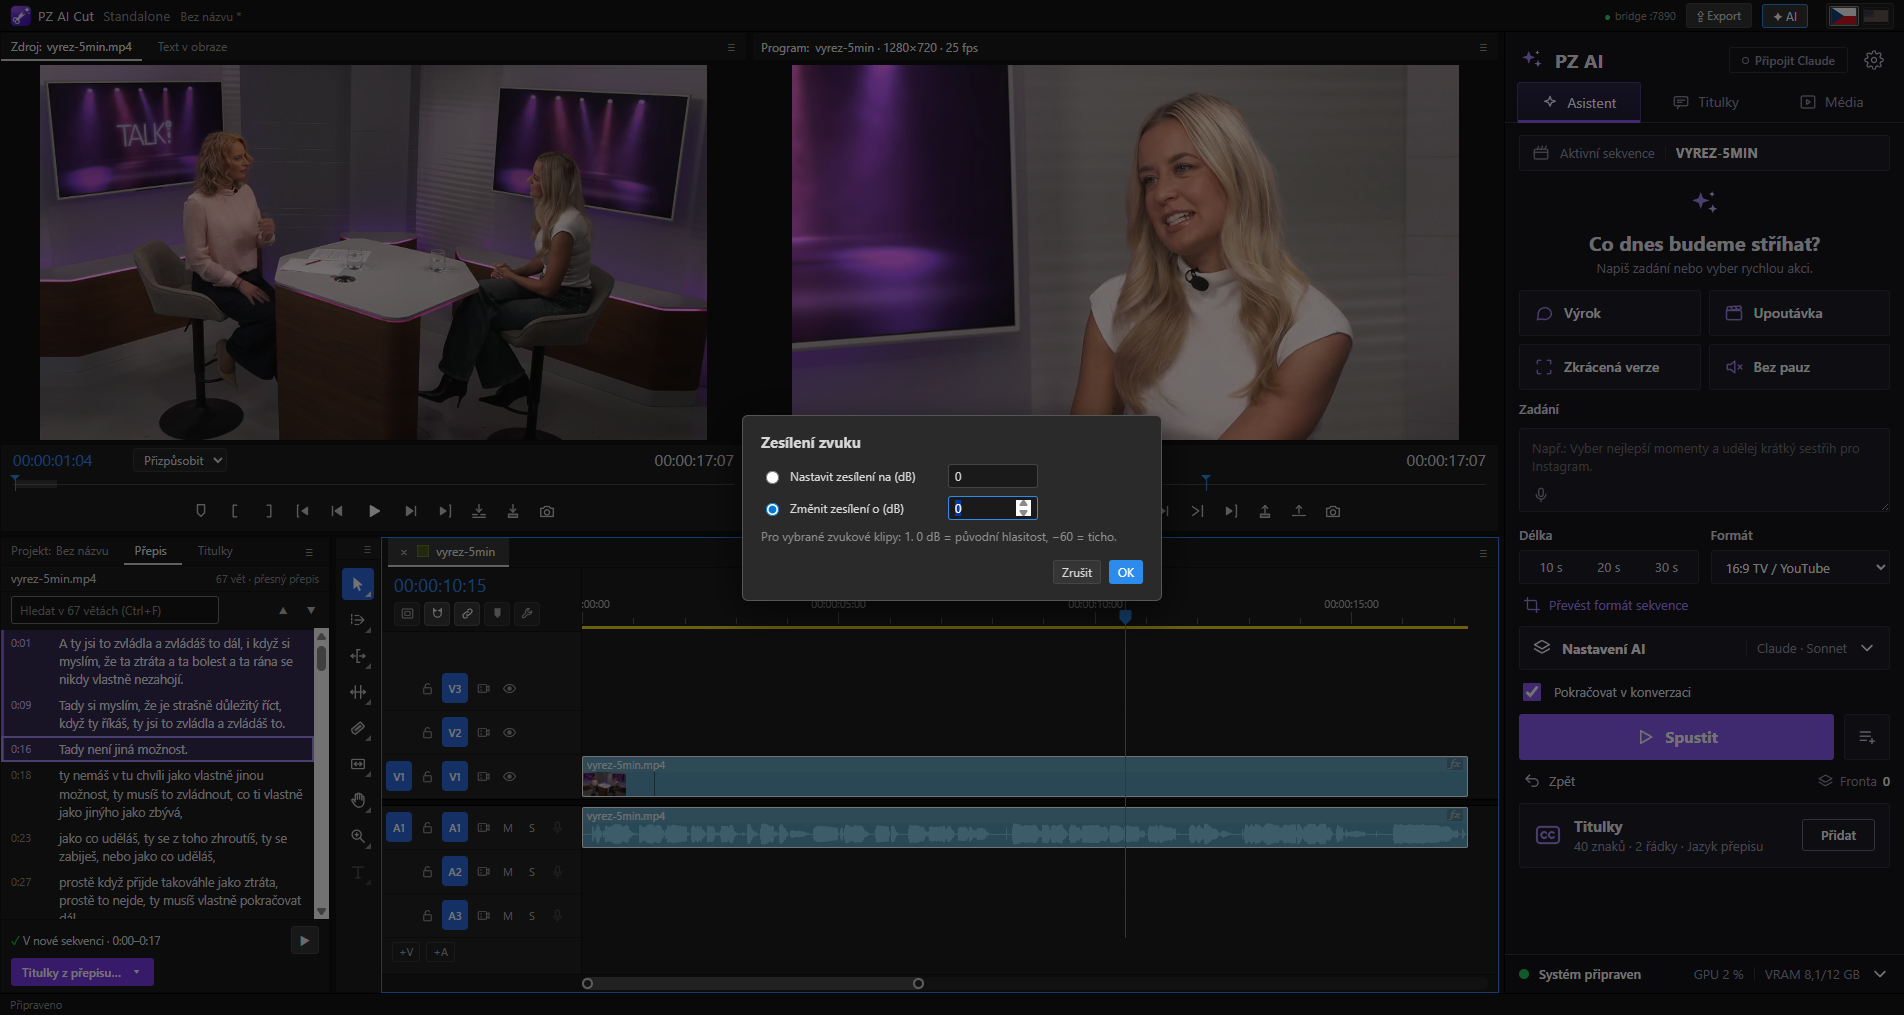 PZ AI Cut Standalone Bez názvu *
bridge :7890
Export
AI
Zdroj: vyrez-5min.mp4
Text v obraze
Program: vyrez-5min · 1280×720 · 25 fps
TALK!
00:00:01:04
Přizpůsobit
00:00:17:07
00:00:17:07
Zesílení zvuku
Nastavit zesílení na (dB)
0
Změnit zesílení o (dB)
0
Pro vybrané zvukové klipy: 1. 0 dB = původní hlasitost, −60 = ticho.
Zrušit
OK
Projekt: Bez názvu
Přepis
Titulky
vyrez-5min.mp4
67 vět · přesný přepis
Hledat v 67 větách (Ctrl+F)
0:01
A ty jsi to zvládla a zvládáš to dál, i když si
myslím, že ta ztráta a ta bolest a ta rána se
nikdy vlastně nezahojí.
0:09
Tady si myslím, že je strašně důležitý říct,
když ty říkáš, ty jsi to zvládla a zvládáš to.
0:16
Tady není jiná možnost.
0:18
ty nemáš v tu chvíli jako vlastně jinou
možnost, ty musíš to zvládnout, co ti vlastně
jako jinýho jako zbývá,
0:23
jako co uděláš, ty se z toho zhroutíš, ty se
zabiješ, nebo jako co uděláš,
0:27
prostě když přijde takováhle jako ztráta,
prostě to nejde, ty musíš vlastně pokračovat
dál
✓ V nové sekvenci · 0:00–0:17
Titulky z přepisu...
Připraveno
× vyrez-5min
00:00:10:15
:00:00
00:00:05:00
00:00:10:00
00:00:15:00
V3
V2
V1
V1
vyrez-5min.mp4
fx
A1
A1
M
S
vyrez-5min.mp4
fx
A2
M
S
A3
M
S
+V
+A
PZ AI
Připojit Claude
Asistent
Titulky
Média
Aktivní sekvence
VYREZ-5MIN
Co dnes budeme stříhat?
Napiš zadání nebo vyber rychlou akci.
Výrok
Upoutávka
Zkrácená verze
Bez pauz
Zadání
Např.: Vyber nejlepší momenty a udělej krátký sestřih pro
Instagram.
Délka
Formát
10 s
20 s
30 s
16:9 TV / YouTube
Převést formát sekvence
Nastavení AI
Claude · Sonnet
Pokračovat v konverzaci
Spustit
Zpět
Fronta 0
CC
Titulky
40 znaků · 2 řádky · Jazyk přepisu
Přidat
Systém připraven
GPU 2 %
VRAM 8,1/12 GB